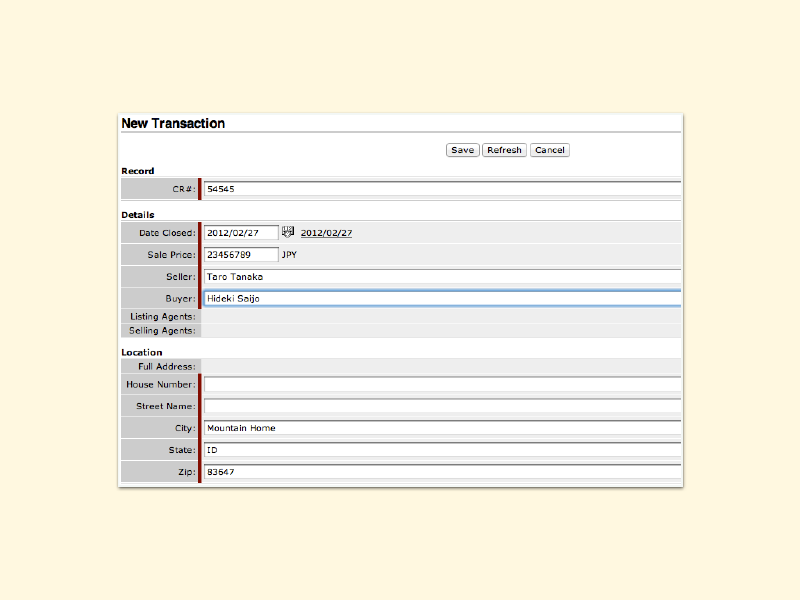 New Transaction
Save Refresh Cancel
Record
CR#: 54545
Details
Date Closed: 2012/02/27 2012/02/27
Sale Price: 23456789 JPY
Seller: Taro Tanaka
Buyer: Hideki Saijo
Listing Agents:
Selling Agents:
Location
Full Address:
House Number:
Street Name:
City: Mountain Home
State: ID
Zip: 83647